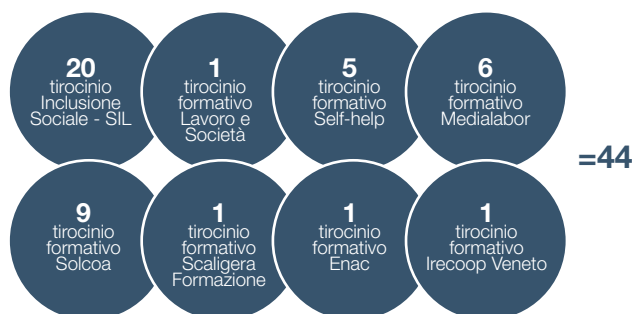 20
tirocinio
Inclusione
Sociale - SIL
1
tirocinio
formativo
Lavoro e
Società
5
tirocinio
formativo
Self-help
6
tirocinio
formativo
Medialabor
=44
9
tirocinio
formativo
Solcoa
1
tirocinio
formativo
Scaligera
Formazione
1
tirocinio
formativo
Enac
1
tirocinio
formativo
Irecoop Veneto